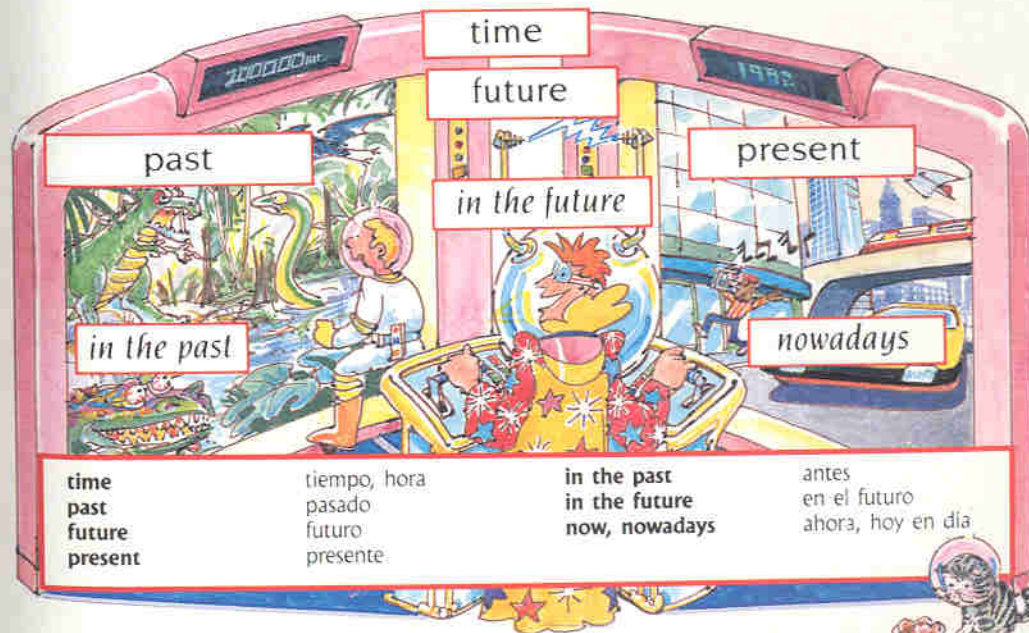 time
future
past
present
in the future
in the past
nowadays
1982
time tiempo, hora in the past antes
past pasado in the future en el futuro
future futuro now, nowadays ahora, hoy en día
present presente